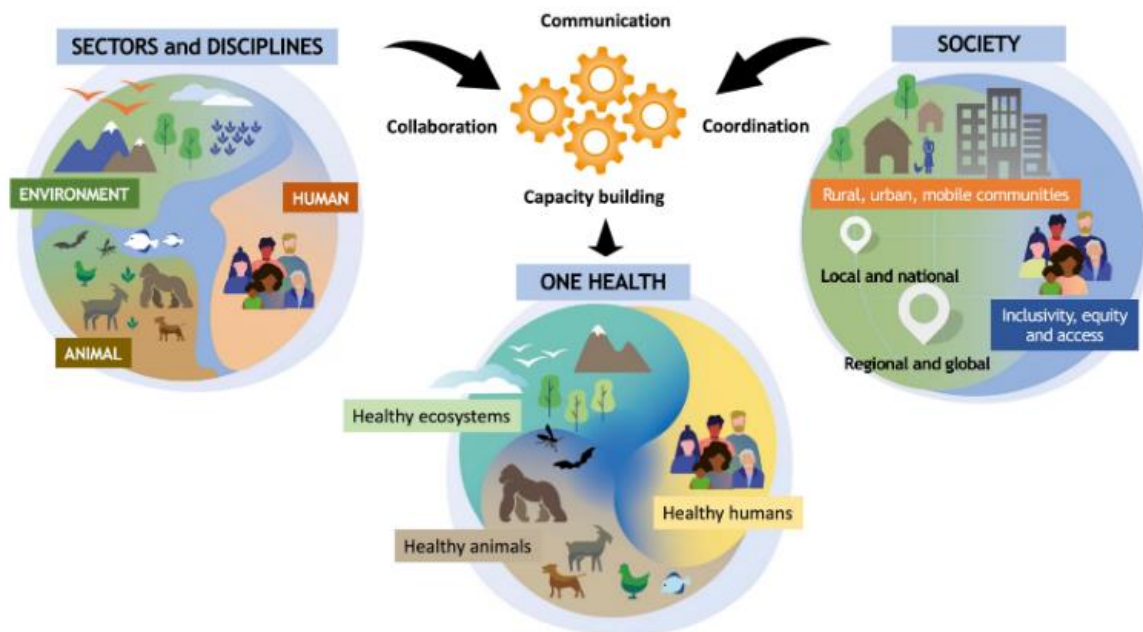 Communication
SECTORS and DISCIPLINES
SOCIETY
Collaboration
Coordination
ENVIRONMENT
HUMAN
Rural, urban, mobile communities
Capacity building
Local and national
ONE HEALTH
Inclusivity, equity
and access
ANIMAL
Regional and global
Healthy ecosystems
Healthy humans
Healthy animals